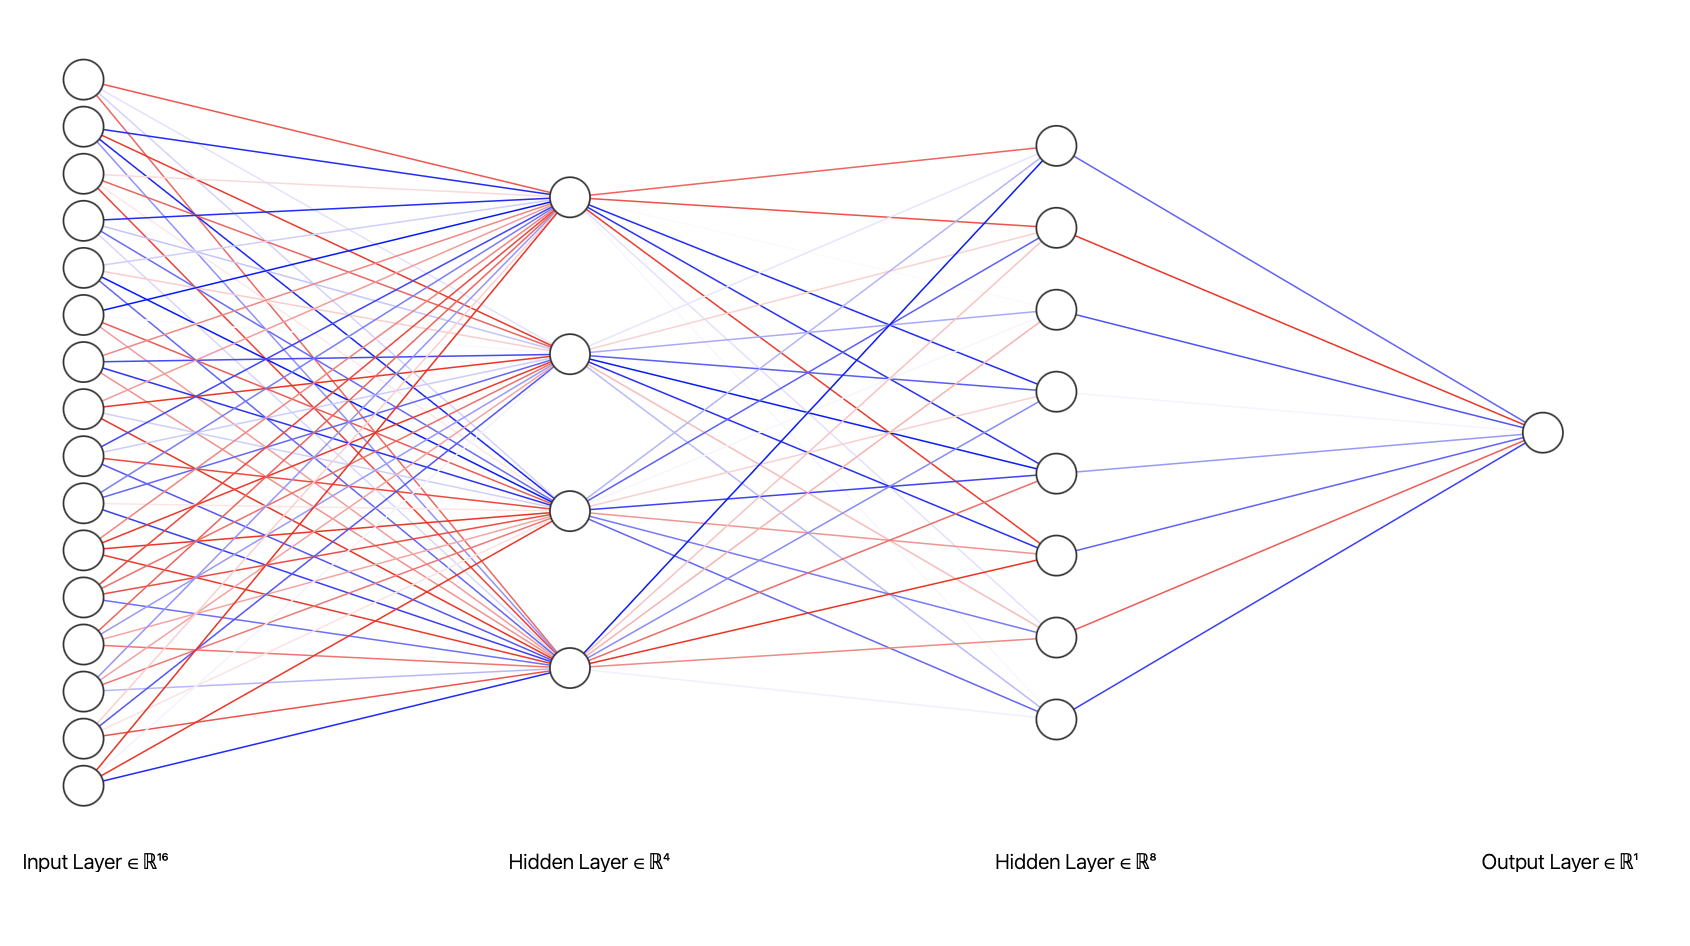 Input Layer ∈ ℝ¹⁶
Hidden Layer ∈ ℝ⁴
Hidden Layer ∈ ℝ⁸
Output Layer ∈ ℝ¹